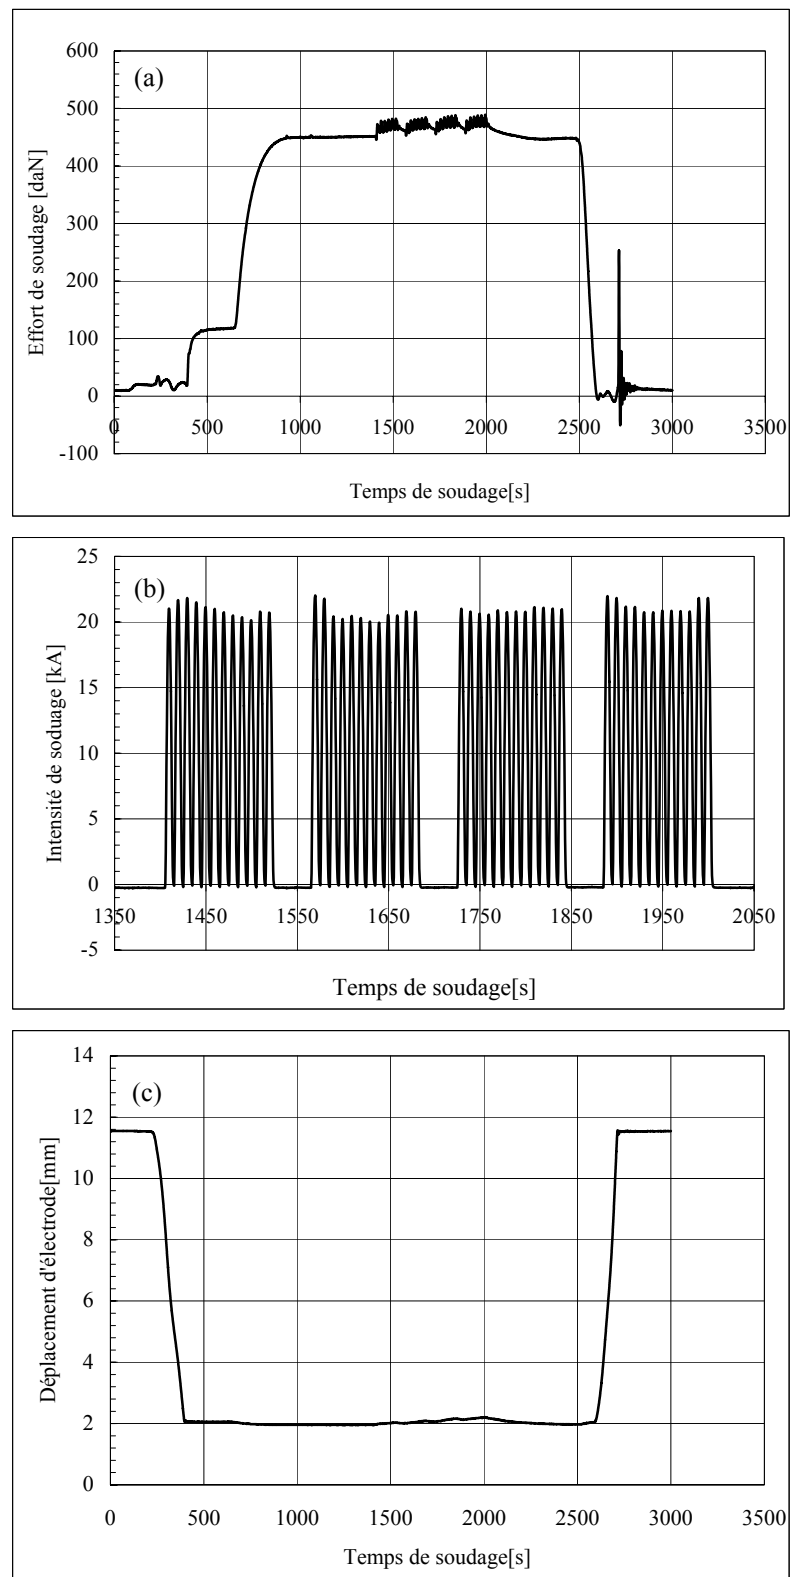 600
(a)
500
400
300
200
100
0
-100
0 500 1000 1500 2000 2500 3000 3500
Effort de soudage [daN]
Temps de soudage[s]
25
(b)
20
15
10
5
0
-5
1350 1450 1550 1650 1750 1850 1950 2050
Intensité de soduage [kA]
Temps de soudage[s]
14
(c)
12
10
8
6
4
2
0
0 500 1000 1500 2000 2500 3000 3500
Déplacement d'électrode[mm]
Temps de soudage[s]